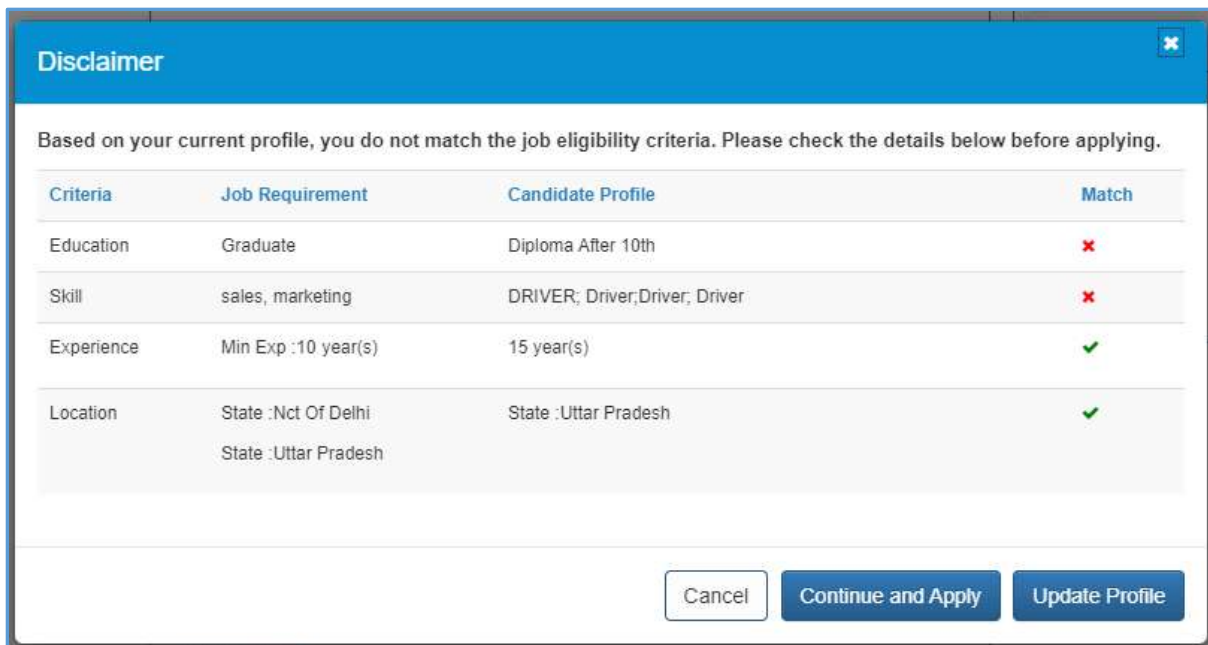 Disclaimer
Based on your current profile, you do not match the job eligibility criteria. Please check the details below before applying.
Criteria Job Requirement Candidate Profile Match
Education Graduate Diploma After 10th
Skill sales, marketing DRIVER; Driver;Driver; Driver
Experience Min Exp :10 year(s) 15 year(s)
Location State :Nct Of Delhi State :Uttar Pradesh
State :Uttar Pradesh
Cancel Continue and Apply Update Profile